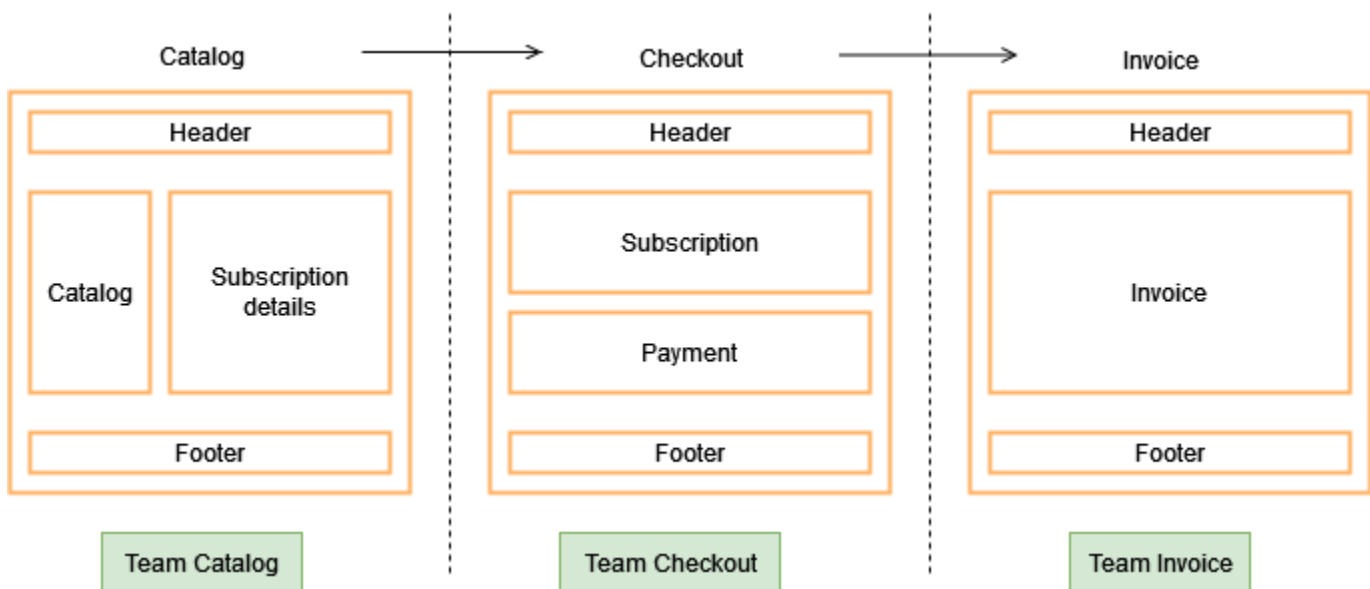 Catalog
Checkout
Invoice
Header
Header
Header
Catalog
Subscription
details
Subscription
Payment
Invoice
Footer
Footer
Footer
Team Catalog
Team Checkout
Team Invoice